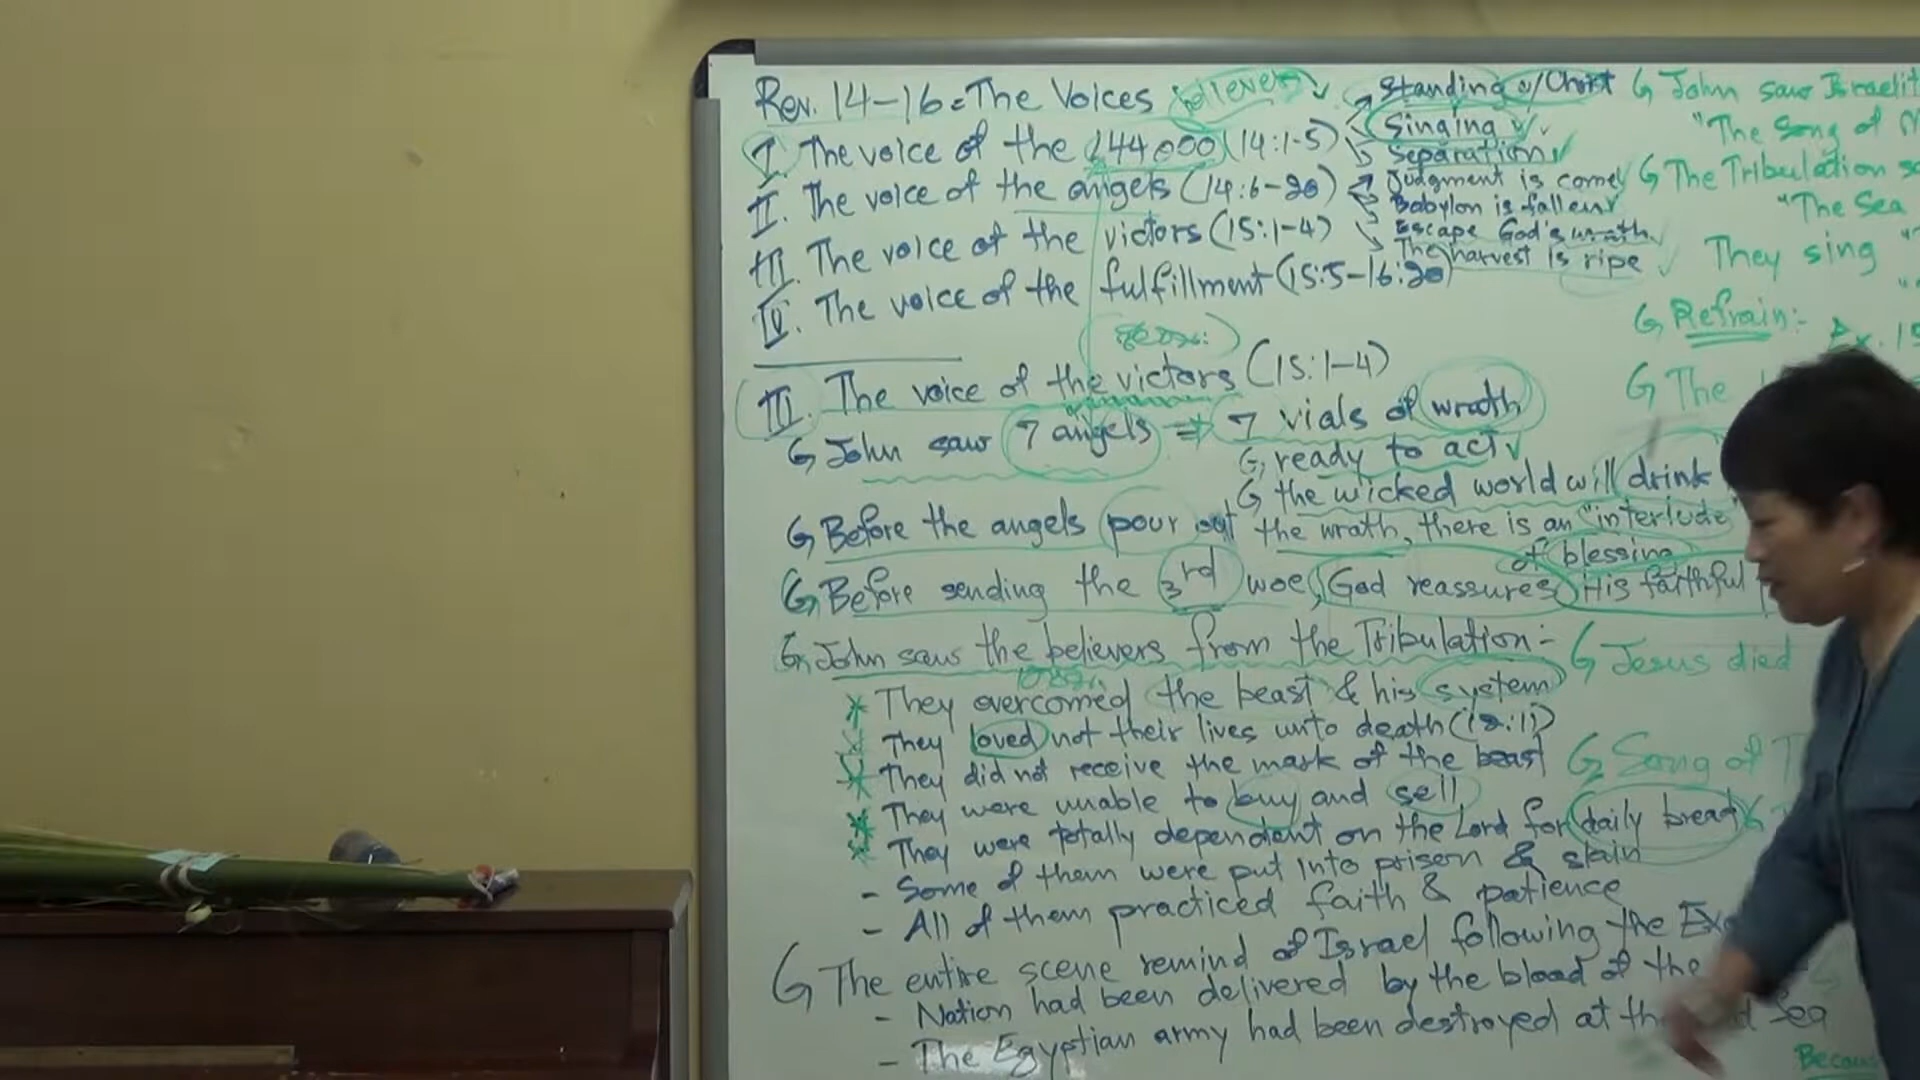 Rev. 14-16 = The Voices believers
I. The voice of the 144000 (14:1-5)
Standing w/Christ
Singing
Separation
II. The voice of the angels (14:6-20)
Judgment is come
Babylon is fallen
Escape God's wrath
The harvest is ripe
III. The voice of the victors (15:1-4)
IV. The voice of the fulfillment (15:5-16:20)
III. The voice of the victors (15:1-4)
John saw 7 angels ⇒ 7 vials of wrath
ready to act
the wicked world will drink
Before the angels pour out the wrath, there is an "interlude"
of blessing
Before sending the 3rd woe, God reassures His faithful
John saw the believers from the Tribulation:-
* They overcomed the beast & his system
* They loved not their lives unto death (12:11)
* They did not receive the mark of the beast
* They were unable to buy and sell
* They were totally dependent on the Lord for daily bread
- Some of them were put into prison & slain
- All of them practiced faith & patience
The entire scene remind of Israel following the
- Nation had been delivered by the blood of the
- The Egyptian army had been destroyed at Sea
John saw
"The Song of
The Tribulation
"The Sea
They sing
Refrain:- Ex. 15
The
Jesus died
Song of